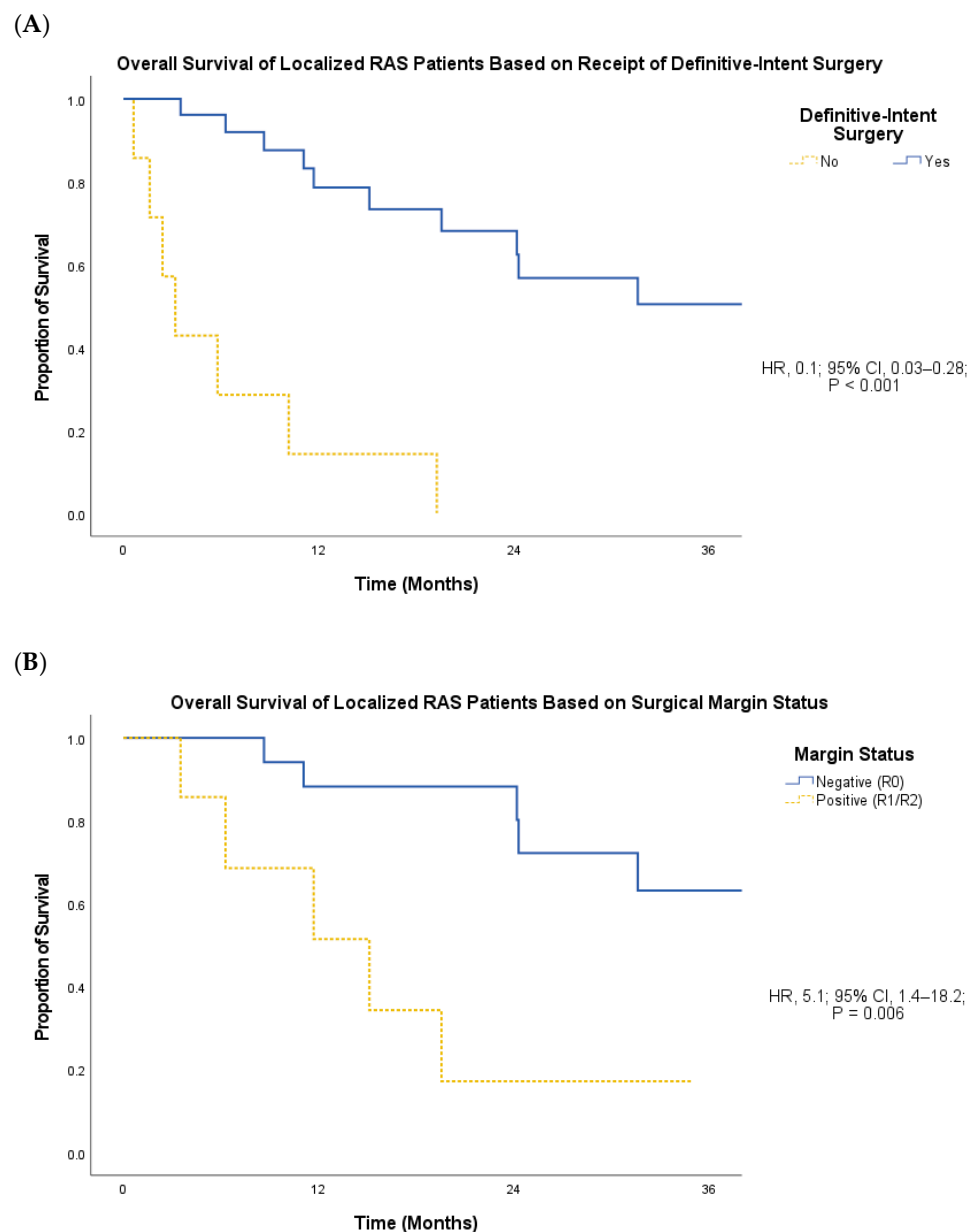 (A)
Overall Survival of Localized RAS Patients Based on Receipt of Definitive-Intent Surgery
Definitive-Intent
Surgery
No Yes
1.0
0.8
0.6
0.4
0.2
0.0
Proportion of Survival
HR, 0.1; 95% CI, 0.03–0.28;
P < 0.001
0 12 24 36
Time (Months)
(B)
Overall Survival of Localized RAS Patients Based on Surgical Margin Status
Margin Status
Negative (R0)
Positive (R1/R2)
1.0
0.8
0.6
0.4
0.2
0.0
Proportion of Survival
HR, 5.1; 95% CI, 1.4–18.2;
P = 0.006
0 12 24 36
Time (Months)